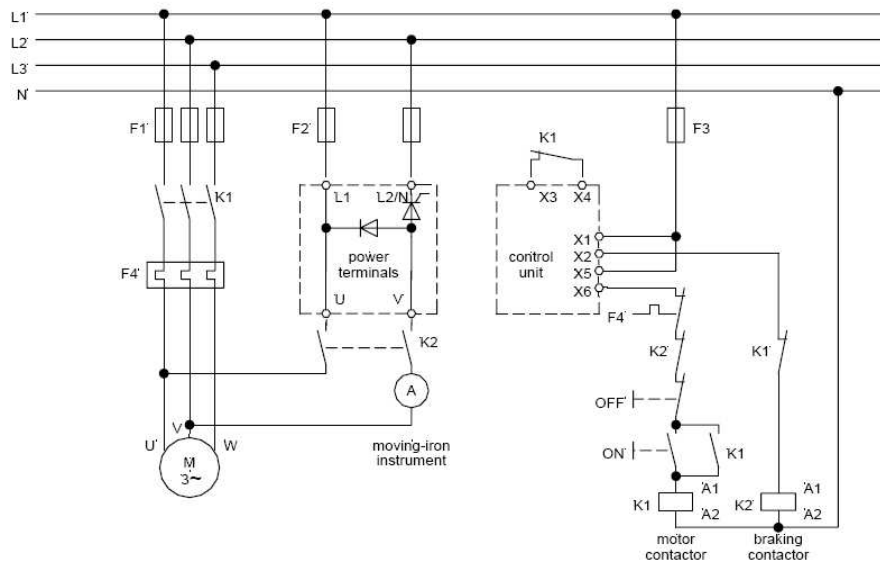 L1
L2
L3
N
F1
F2
F3
K1
K1
L1
L2/N
X3
X4
power
terminals
control
unit
X1
X2
X5
X6
F4
U
V
F4
K2
K2
K1
A
OFF
V
U
W
M
3~
moving-iron
instrument
ON
K1
K1
A1
A2
K2
A1
A2
motor
contactor
braking
contactor